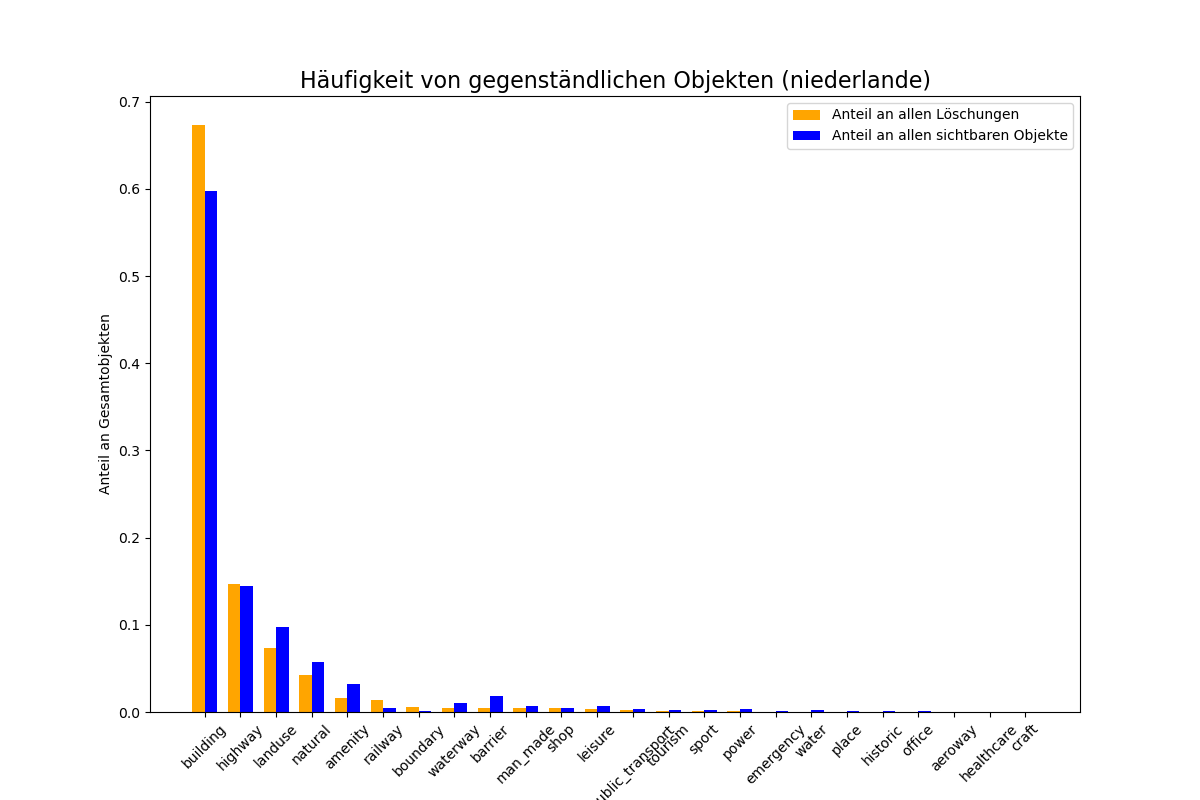 Häufigkeit von gegenständlichen Objekten (niederlande)
Anteil an allen Löschungen
Anteil an allen sichtbaren Objekte
Anteil an Gesamtobjekten
0.7
0.6
0.5
0.4
0.3
0.2
0.1
0.0
building
highway
landuse
natural
amenity
railway
boundary
waterway
barrier
man_made
shop
leisure
ublic_transport
tourism
sport
power
emergency
water
place
historic
office
aeroway
healthcare
craft